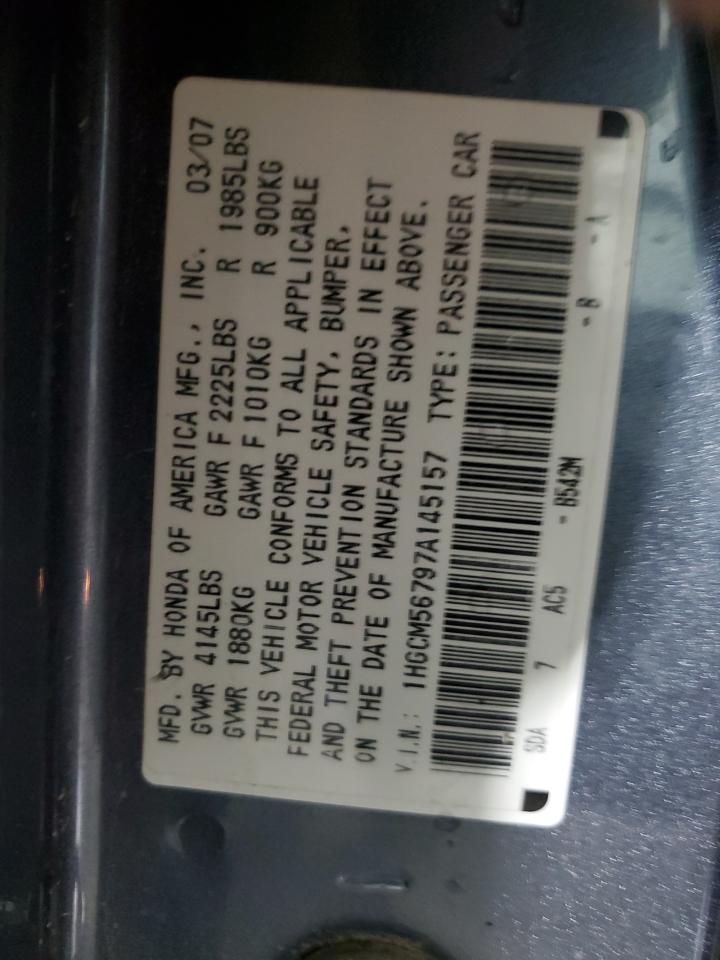 MFD. BY HONDA OF AMERICA MFG., INC. 03/07
GVWR 4145LBS GAWR F 2225LBS R 1985LBS
GVWR 1880KG GAWR F 1010KG R 900KG
THIS VEHICLE CONFORMS TO ALL APPLICABLE
FEDERAL MOTOR VEHICLE SAFETY, BUMPER,
AND THEFT PREVENTION STANDARDS IN EFFECT
ON THE DATE OF MANUFACTURE SHOWN ABOVE.
V.I.N.: 1HGCM56797A145157 TYPE: PASSENGER CAR
SDA 7 AC5 - B542M - B - A